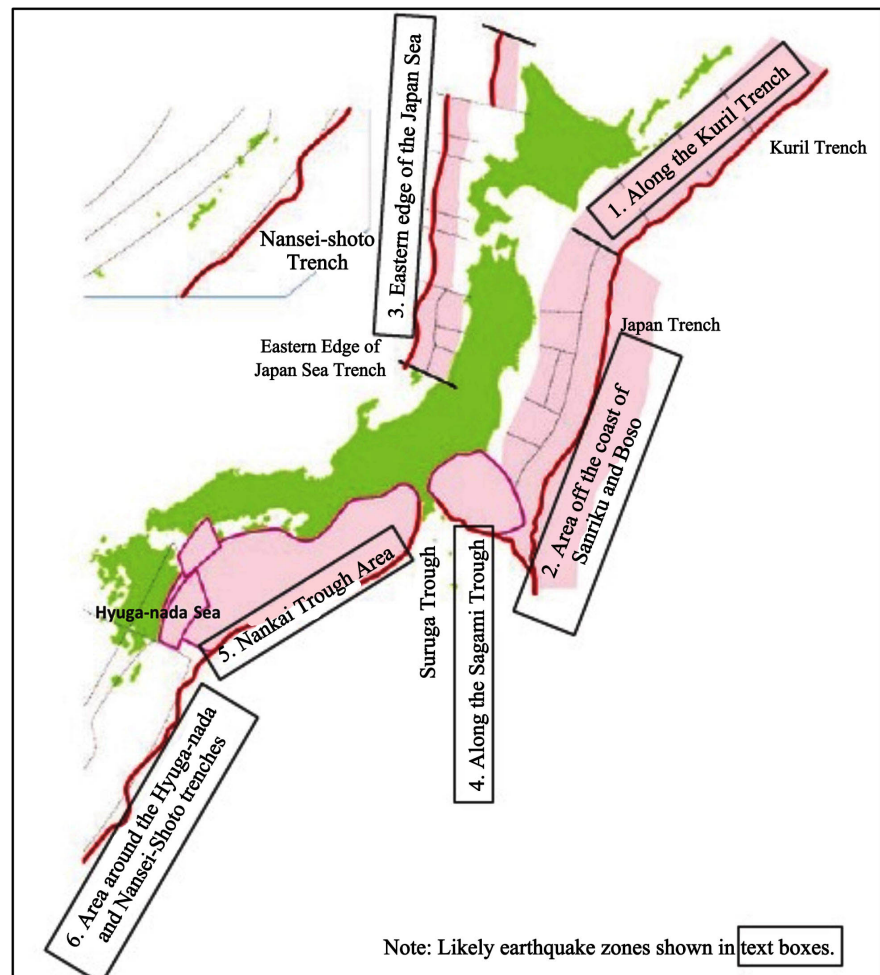 3. Eastern edge of the Japan Sea
1. Along the Kuril Trench
Kuril Trench
Nansei-shoto
Trench
Japan Trench
Eastern Edge of
Japan Sea Trench
2. Area off the coast of
Sanriku and Boso
5. Nankai Trough Area
Suruga Trough
4. Along the Sagami Trough
Hyuga-nada Sea
6. Area around the Hyuga-nada
and Nansei-Shoto trenches
Note: Likely earthquake zones shown in text boxes.